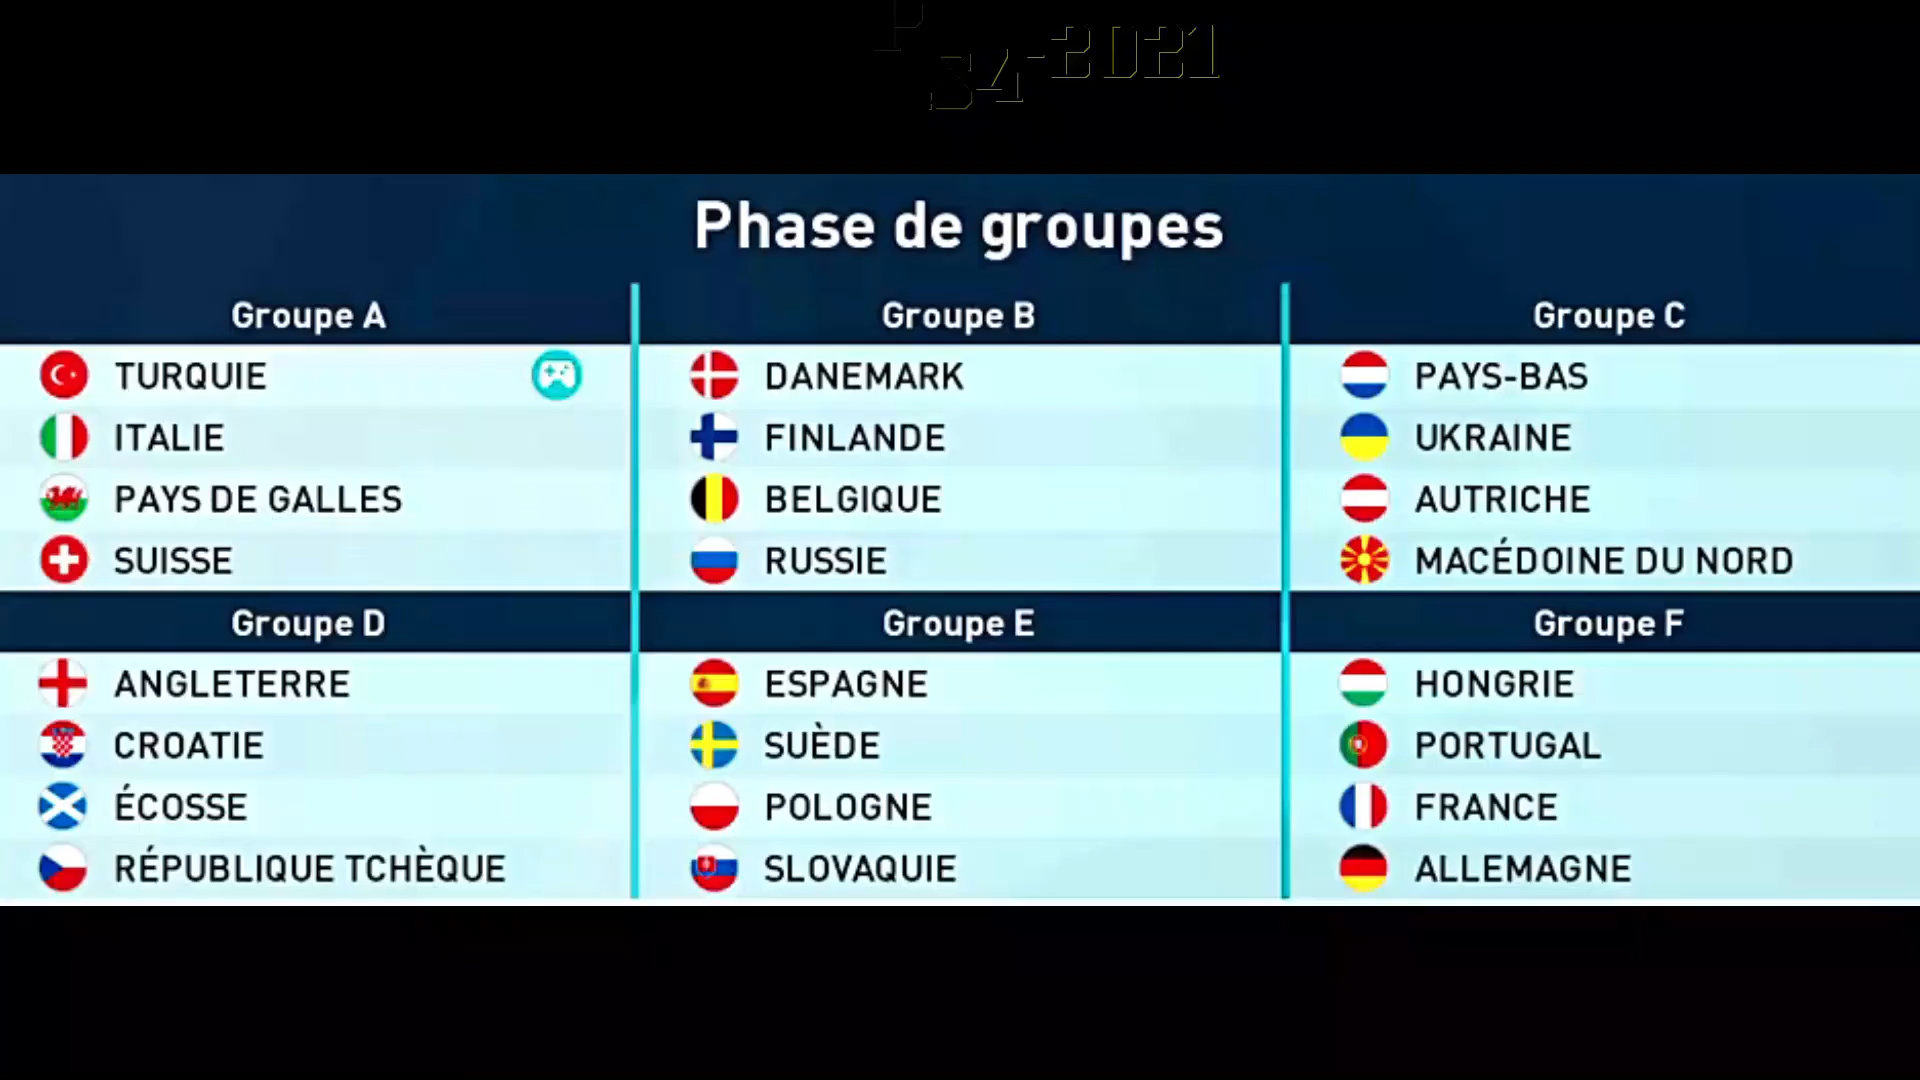 PS4-2021
Phase de groupes
Groupe A
TURQUIE
ITALIE
PAYS DE GALLES
SUISSE
Groupe B
DANEMARK
FINLANDE
BELGIQUE
RUSSIE
Groupe C
PAYS-BAS
UKRAINE
AUTRICHE
MACÉDOINE DU NORD
Groupe D
ANGLETERRE
CROATIE
ÉCOSSE
RÉPUBLIQUE TCHÈQUE
Groupe E
ESPAGNE
SUÈDE
POLOGNE
SLOVAQUIE
Groupe F
HONGRIE
PORTUGAL
FRANCE
ALLEMAGNE